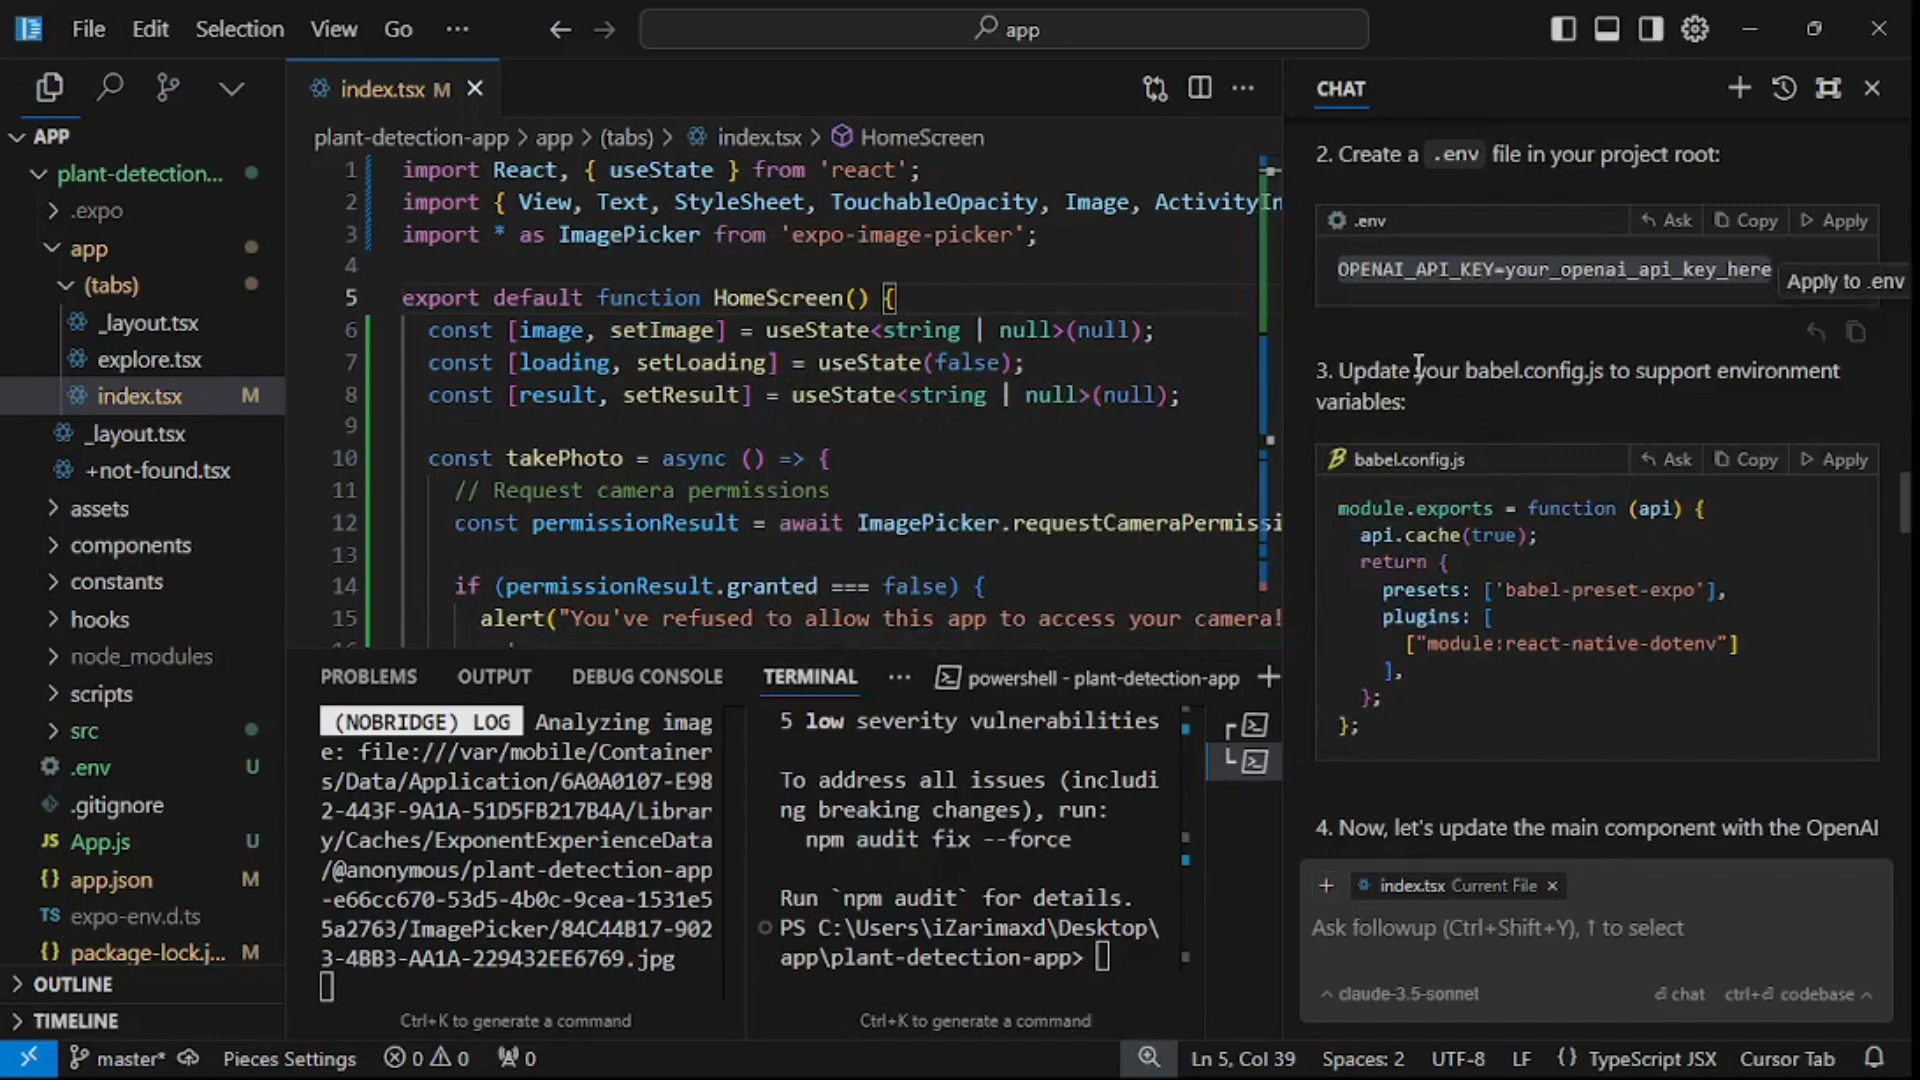 File Edit Selection View Go ··· app
APP
plant-detection...
.expo
app
(tabs)
_layout.tsx
explore.tsx
index.tsx M
_layout.tsx
+not-found.tsx
assets
components
constants
hooks
node_modules
scripts
src
.env U
.gitignore
JS App.js U
{} app.json M
TS expo-env.d.ts
{} package-lock.j... M
OUTLINE
TIMELINE
index.tsx M
plant-detection-app > app > (tabs) > index.tsx > HomeScreen
1 import React, { useState } from 'react';
2 import { View, Text, StyleSheet, TouchableOpacity, Image, ActivityIn
3 import * as ImagePicker from 'expo-image-picker';
4
5 export default function HomeScreen() {
6 const [image, setImage] = useState<string | null>(null);
7 const [loading, setLoading] = useState(false);
8 const [result, setResult] = useState<string | null>(null);
9
10 const takePhoto = async () => {
11 // Request camera permissions
12 const permissionResult = await ImagePicker.requestCameraPermissi
13
14 if (permissionResult.granted === false) {
15 alert("You've refused to allow this app to access your camera!
PROBLEMS OUTPUT DEBUG CONSOLE TERMINAL ··· powershell - plant-detection-app
(NOBRIDGE) LOG Analyzing imag
e: file:///var/mobile/Container
s/Data/Application/6A0A0107-E98
2-443F-9A1A-51D5FB217B4A/Librar
y/Caches/ExponentExperienceData
/@anonymous/plant-detection-app
-e66cc670-53d5-4b0c-9cea-1531e5
5a2763/ImagePicker/84C44B17-902
3-4BB3-AA1A-229432EE6769.jpg
Ctrl+K to generate a command
5 low severity vulnerabilities
To address all issues (includi
ng breaking changes), run:
npm audit fix --force
Run `npm audit` for details.
PS C:\Users\iZarimaxd\Desktop\
app\plant-detection-app>
Ctrl+K to generate a command
CHAT
2. Create a .env file in your project root:
.env Ask Copy Apply
OPENAI_API_KEY=your_openai_api_key_here
Apply to .env
3. Update your babel.config.js to support environment
variables:
babel.config.js Ask Copy Apply
module.exports = function (api) {
api.cache(true);
return {
presets: ['babel-preset-expo'],
plugins: [
["module:react-native-dotenv"]
],
};
};
4. Now, let's update the main component with the OpenAI
index.tsx Current File
Ask followup (Ctrl+Shift+Y), ↑ to select
claude-3.5-sonnet chat ctrl+⏎ codebase
master* Pieces Settings 0 0 0 Ln 5, Col 39 Spaces: 2 UTF-8 LF {} TypeScript JSX Cursor Tab